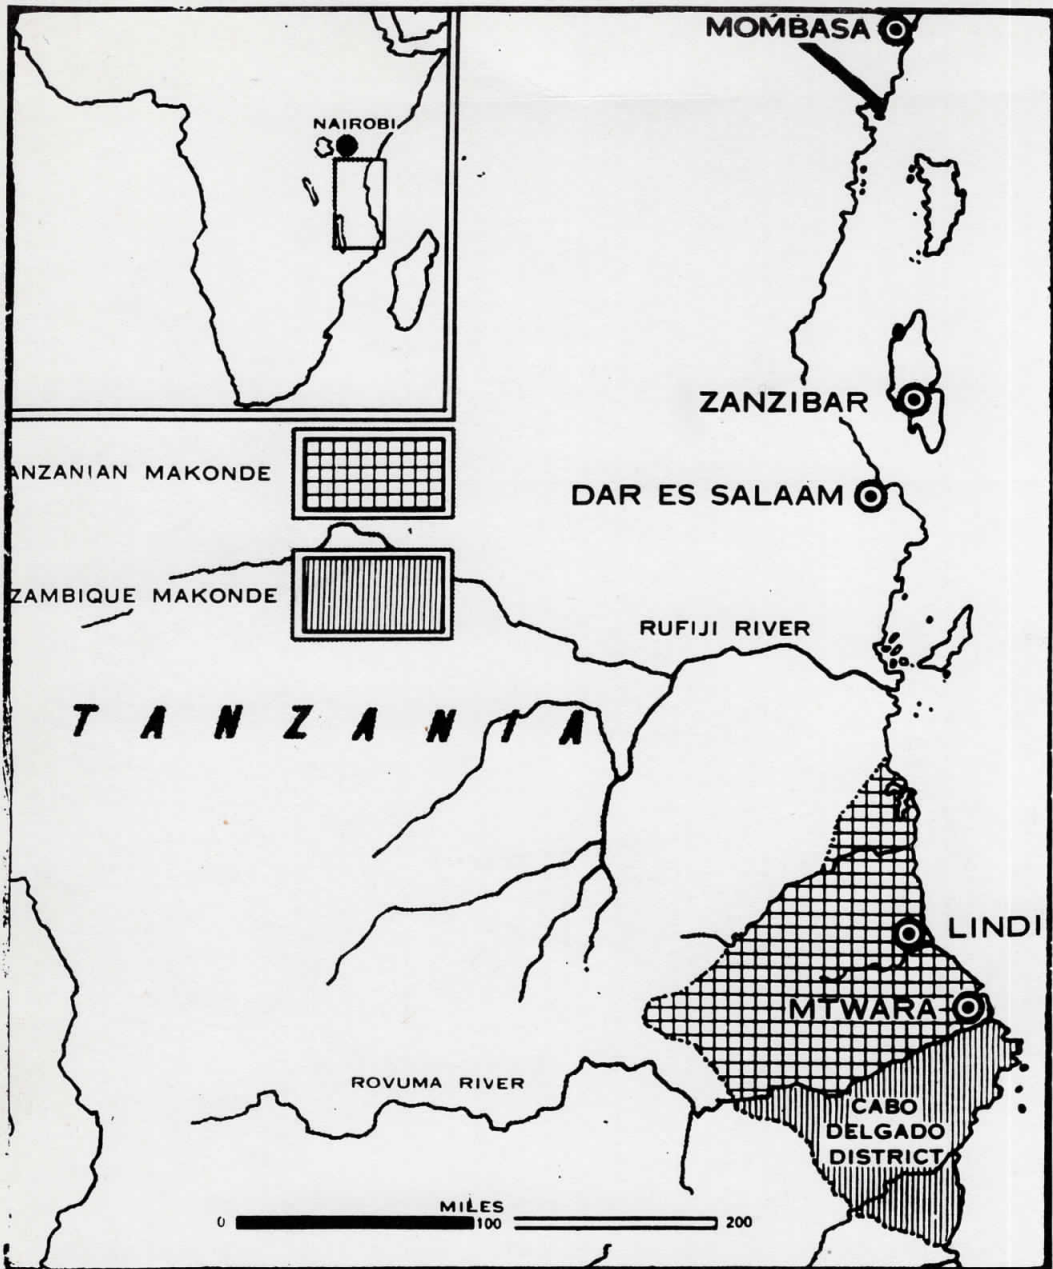 MOMBASA
NAIROBI
ZANZIBAR
ANZANIAN MAKONDE
DAR ES SALAAM
ZAMBIQUE MAKONDE
RUFIJI RIVER
TANZANIA
LINDI
MTWARA
ROVUMA RIVER
CABO
DELGADO
DISTRICT
MILES
0 100 200